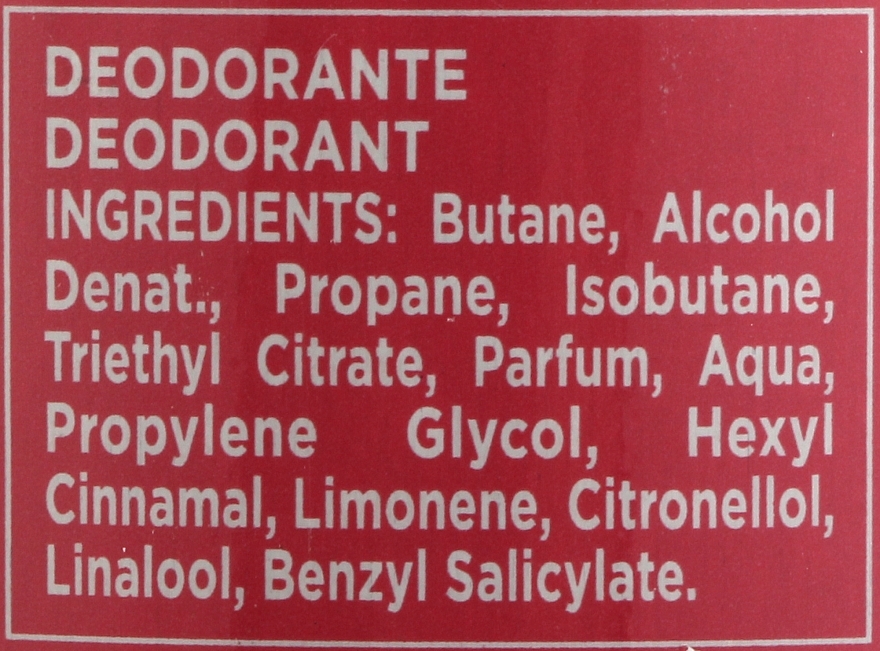 DEODORANTE
DEODORANT
INGREDIENTS: Butane, Alcohol
Denat., Propane, Isobutane,
Triethyl Citrate, Parfum, Aqua,
Propylene Glycol, Hexyl
Cinnamal, Limonene, Citronellol,
Linalool, Benzyl Salicylate.